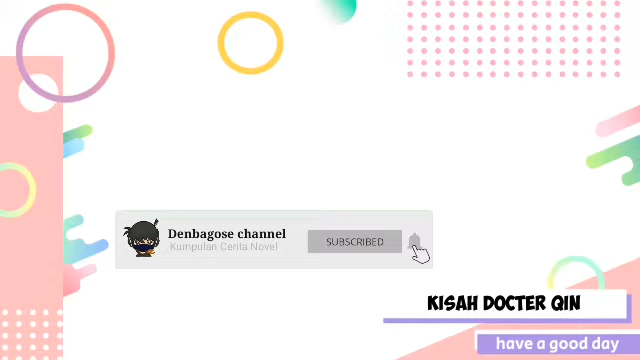 Denbagose channel
Kumpulan Cerita Novel
SUBSCRIBED
KISAH DOCTER QIN
have a good day